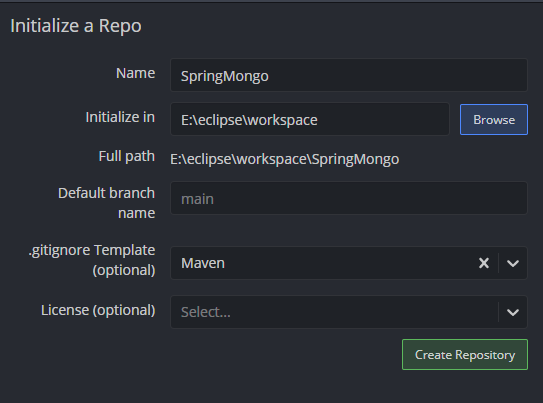 Initialize a Repo
Name
SpringMongo
Initialize in
E:\eclipse\workspace
Browse
Full path
E:\eclipse\workspace\SpringMongo
Default branch
name
main
.gitignore Template
(optional)
Maven
License (optional)
Select...
Create Repository